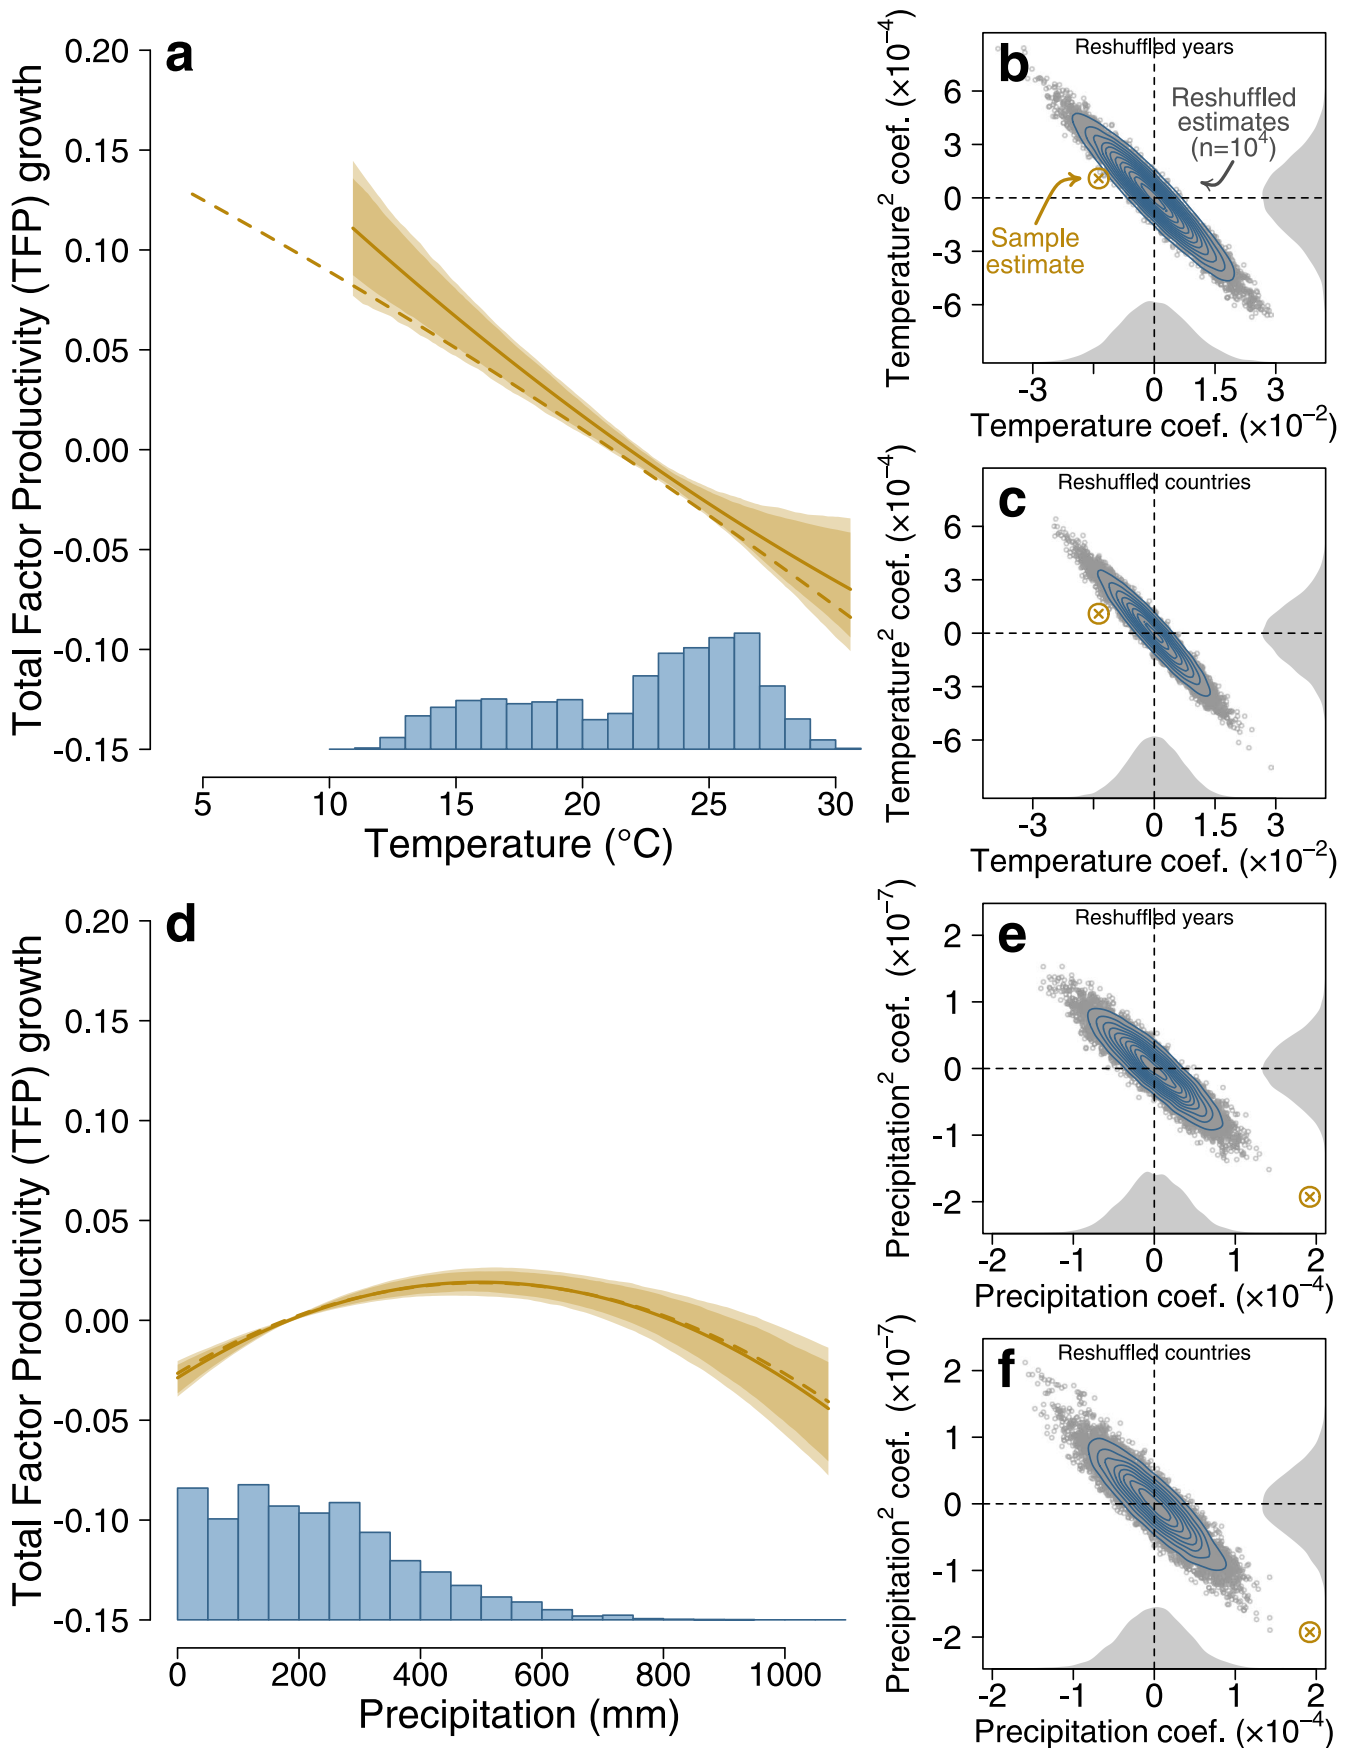 a
Total Factor Productivity (TFP) growth
0.20
0.15
0.10
0.05
0.00
-0.05
-0.10
-0.15
5 10 15 20 25 30
Temperature (°C)
b
Reshuffled years
Reshuffled
estimates
(n=10⁴)
Sample
estimate
Temperature² coef. (×10⁻⁴)
6
3
0
-3
-6
-3 0 1.5 3
Temperature coef. (×10⁻²)
c
Reshuffled countries
Temperature² coef. (×10⁻⁴)
6
3
0
-3
-6
-3 0 1.5 3
Temperature coef. (×10⁻²)
d
Total Factor Productivity (TFP) growth
0.20
0.15
0.10
0.05
0.00
-0.05
-0.10
-0.15
0 200 400 600 800 1000
Precipitation (mm)
e
Reshuffled years
Precipitation² coef. (×10⁻⁷)
2
1
0
-1
-2
-2 -1 0 1 2
Precipitation coef. (×10⁻⁴)
f
Reshuffled countries
Precipitation² coef. (×10⁻⁷)
2
1
0
-1
-2
-2 -1 0 1 2
Precipitation coef. (×10⁻⁴)